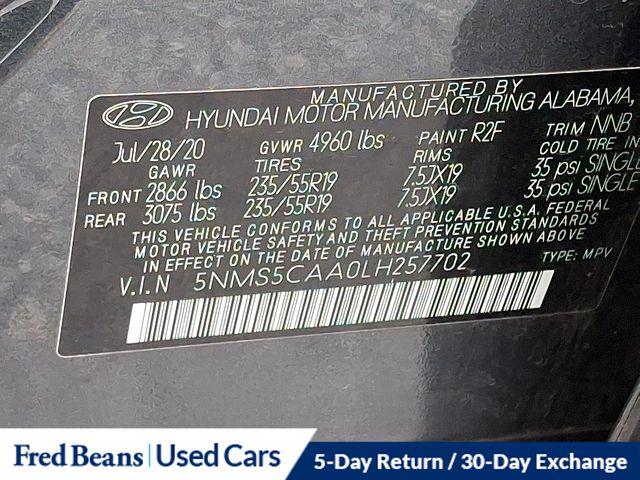 MANUFACTURED BY
HYUNDAI MOTOR MANUFACTURING ALABAMA,
Jul/28/20 GVWR 4960 lbs PAINT R2F TRIM NNB
GAWR TIRES RIMS COLD TIRE IN
FRONT 2866 lbs 235/55R19 7.5JX19 35 psi SINGL
REAR 3075 lbs 235/55R19 7.5JX19 35 psi SINGLE
THIS VEHICLE CONFORMS TO ALL APPLICABLE U.S.A. FEDERAL
MOTOR VEHICLE SAFETY AND THEFT PREVENTION STANDARDS
IN EFFECT ON THE DATE OF MANUFACTURE SHOWN ABOVE
V.I.N 5NMS5CAA0LH257702 TYPE: MPV
Fred Beans | Used Cars 5-Day Return / 30-Day Exchange